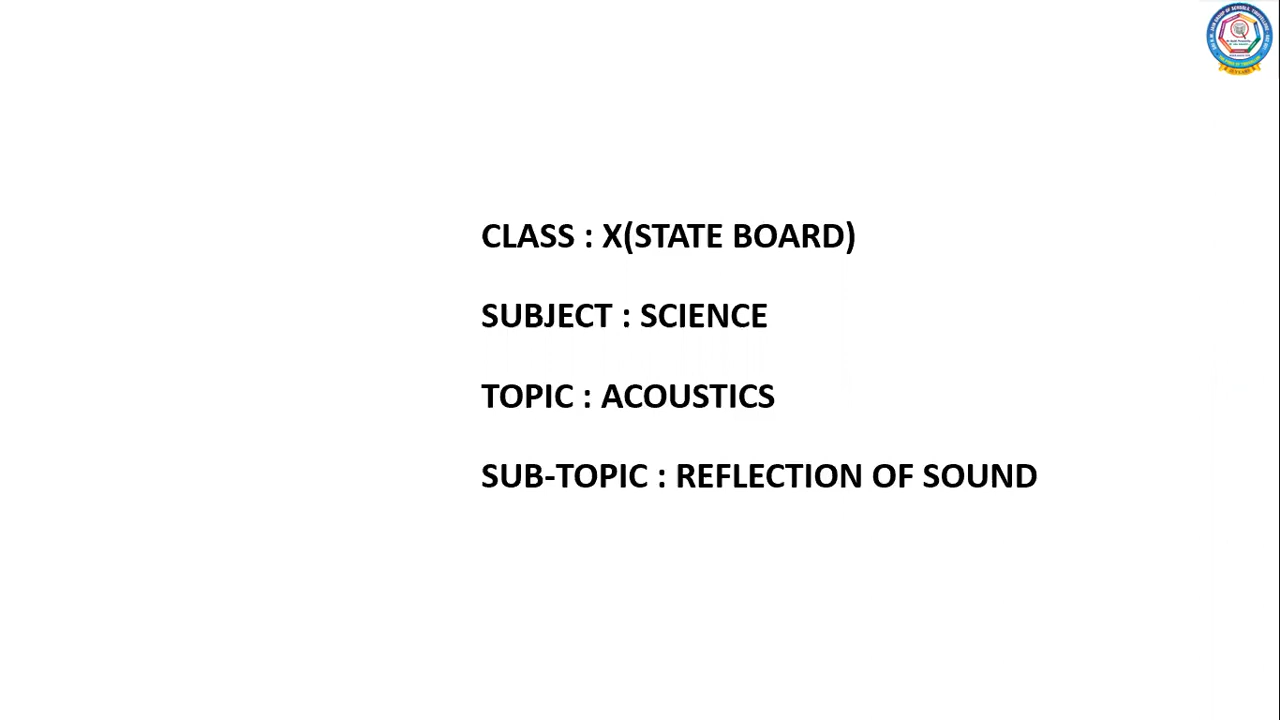 CLASS : X(STATE BOARD)
SUBJECT : SCIENCE
TOPIC : ACOUSTICS
SUB-TOPIC : REFLECTION OF SOUND